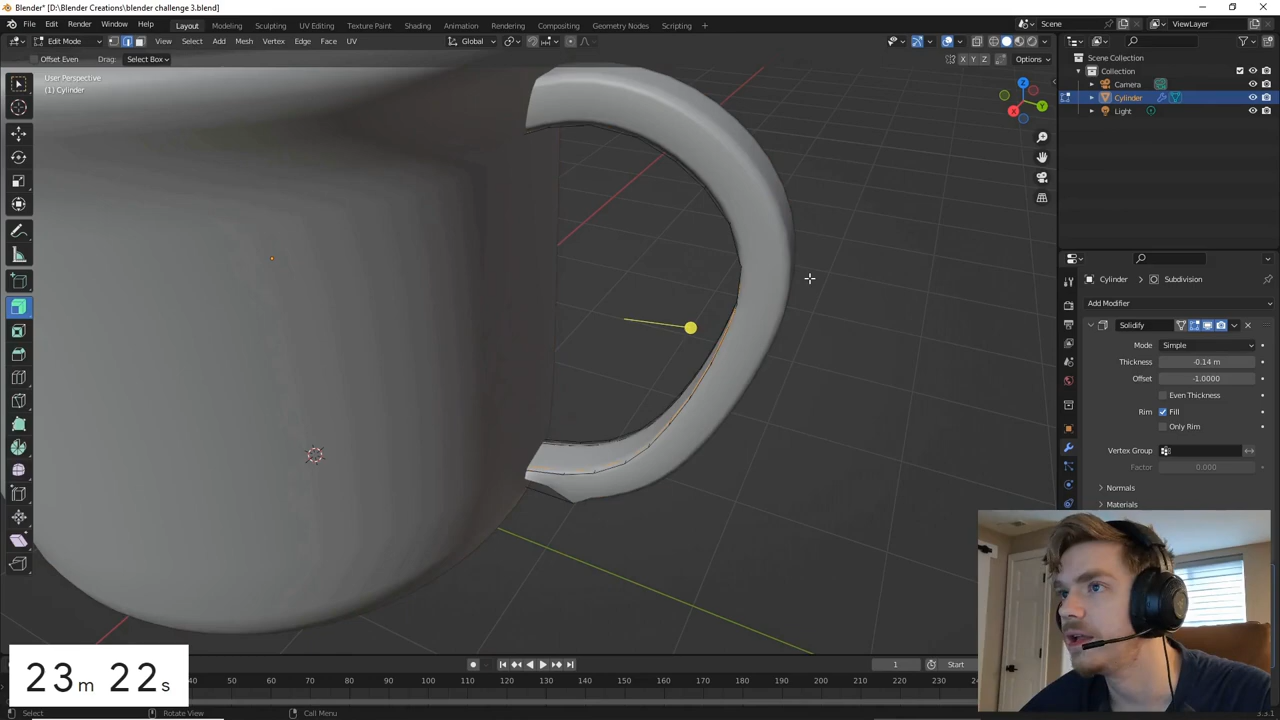 Blender* [D:\Blender Creations\blender challenge 3.blend]
File Edit Render Window Help Layout Modeling Sculpting UV Editing Texture Paint Shading Animation Rendering Compositing Geometry Nodes Scripting + Scene ViewLayer
Edit Mode View Select Add Mesh Vertex Edge Face UV Global
Offset Even Drag: Select Box X Y Z Options
User Perspective
(1) Cylinder
Z
Y
X
Scene Collection
Collection
Camera
Cylinder
Light
Cylinder > Subdivision
Add Modifier
Solidify
Mode Simple
Thickness -0.14 m
Offset -1.0000
Even Thickness
Rim Fill
Only Rim
Vertex Group
Factor 0.000
Normals
Materials
23m 22s
1 Start
80 90 100 110 120 130 140 150 160 170 180 190 200 210 220 230
Select Rotate View Call Menu